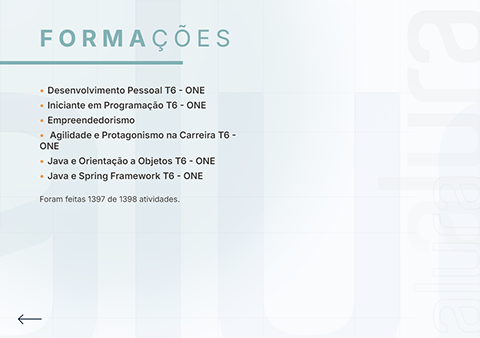 FORMAÇÕES
• Desenvolvimento Pessoal T6 - ONE
• Iniciante em Programação T6 - ONE
• Empreendedorismo
• Agilidade e Protagonismo na Carreira T6 -
ONE
• Java e Orientação a Objetos T6 - ONE
• Java e Spring Framework T6 - ONE
Foram feitas 1397 de 1398 atividades.
alura
alura